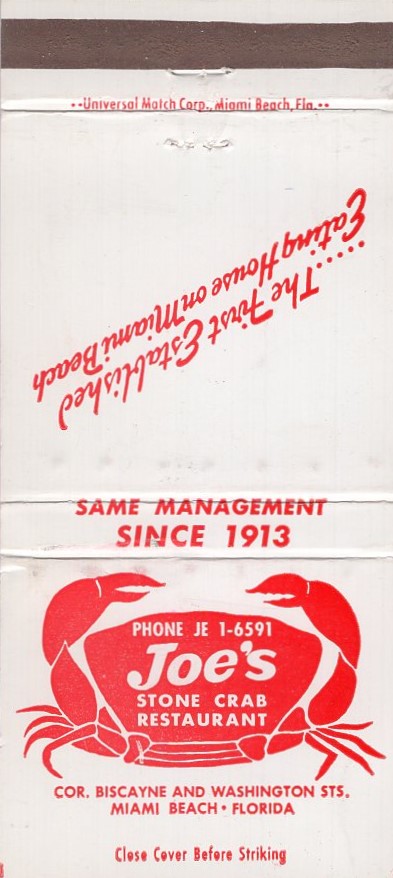 ••Universal Match Corp., Miami Beach, Fla.••
......The First Established
Eating House on Miami Beach
SAME MANAGEMENT
SINCE 1913
PHONE JE 1-6591
Joe's
STONE CRAB
RESTAURANT
COR. BISCAYNE AND WASHINGTON STS.
MIAMI BEACH • FLORIDA
Close Cover Before Striking